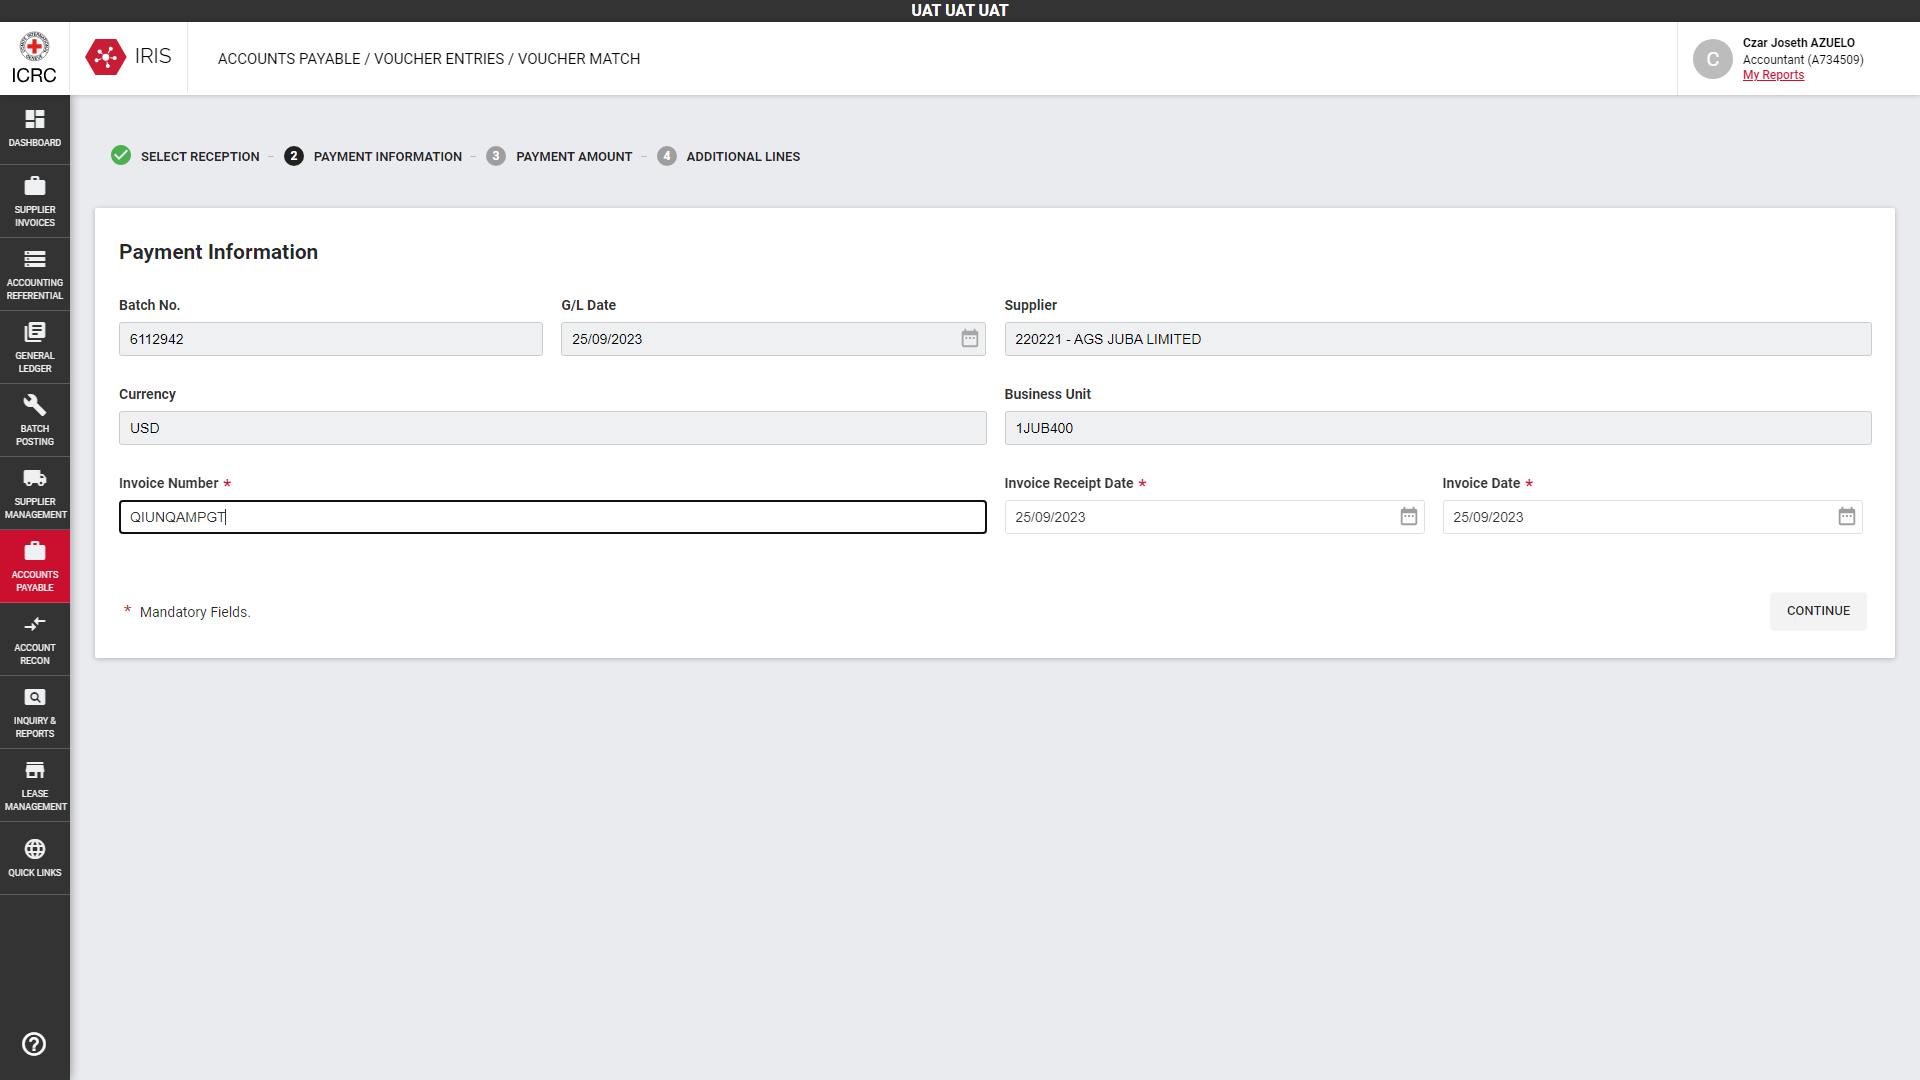 UAT UAT UAT
ICRC
IRIS
ACCOUNTS PAYABLE / VOUCHER ENTRIES / VOUCHER MATCH
C
Czar Joseth AZUELO
Accountant (A734509)
My Reports
DASHBOARD
SUPPLIER
INVOICES
ACCOUNTING
REFERENTIAL
GENERAL
LEDGER
BATCH
POSTING
SUPPLIER
MANAGEMENT
ACCOUNTS
PAYABLE
ACCOUNT
RECON
INQUIRY &
REPORTS
LEASE
MANAGEMENT
QUICK LINKS
SELECT RECEPTION – 2 PAYMENT INFORMATION – 3 PAYMENT AMOUNT – 4 ADDITIONAL LINES
Payment Information
Batch No. G/L Date Supplier
6112942 25/09/2023 220221 - AGS JUBA LIMITED
Currency Business Unit
USD 1JUB400
Invoice Number * Invoice Receipt Date * Invoice Date *
QIUNQAMPGT 25/09/2023 25/09/2023
* Mandatory Fields.
CONTINUE